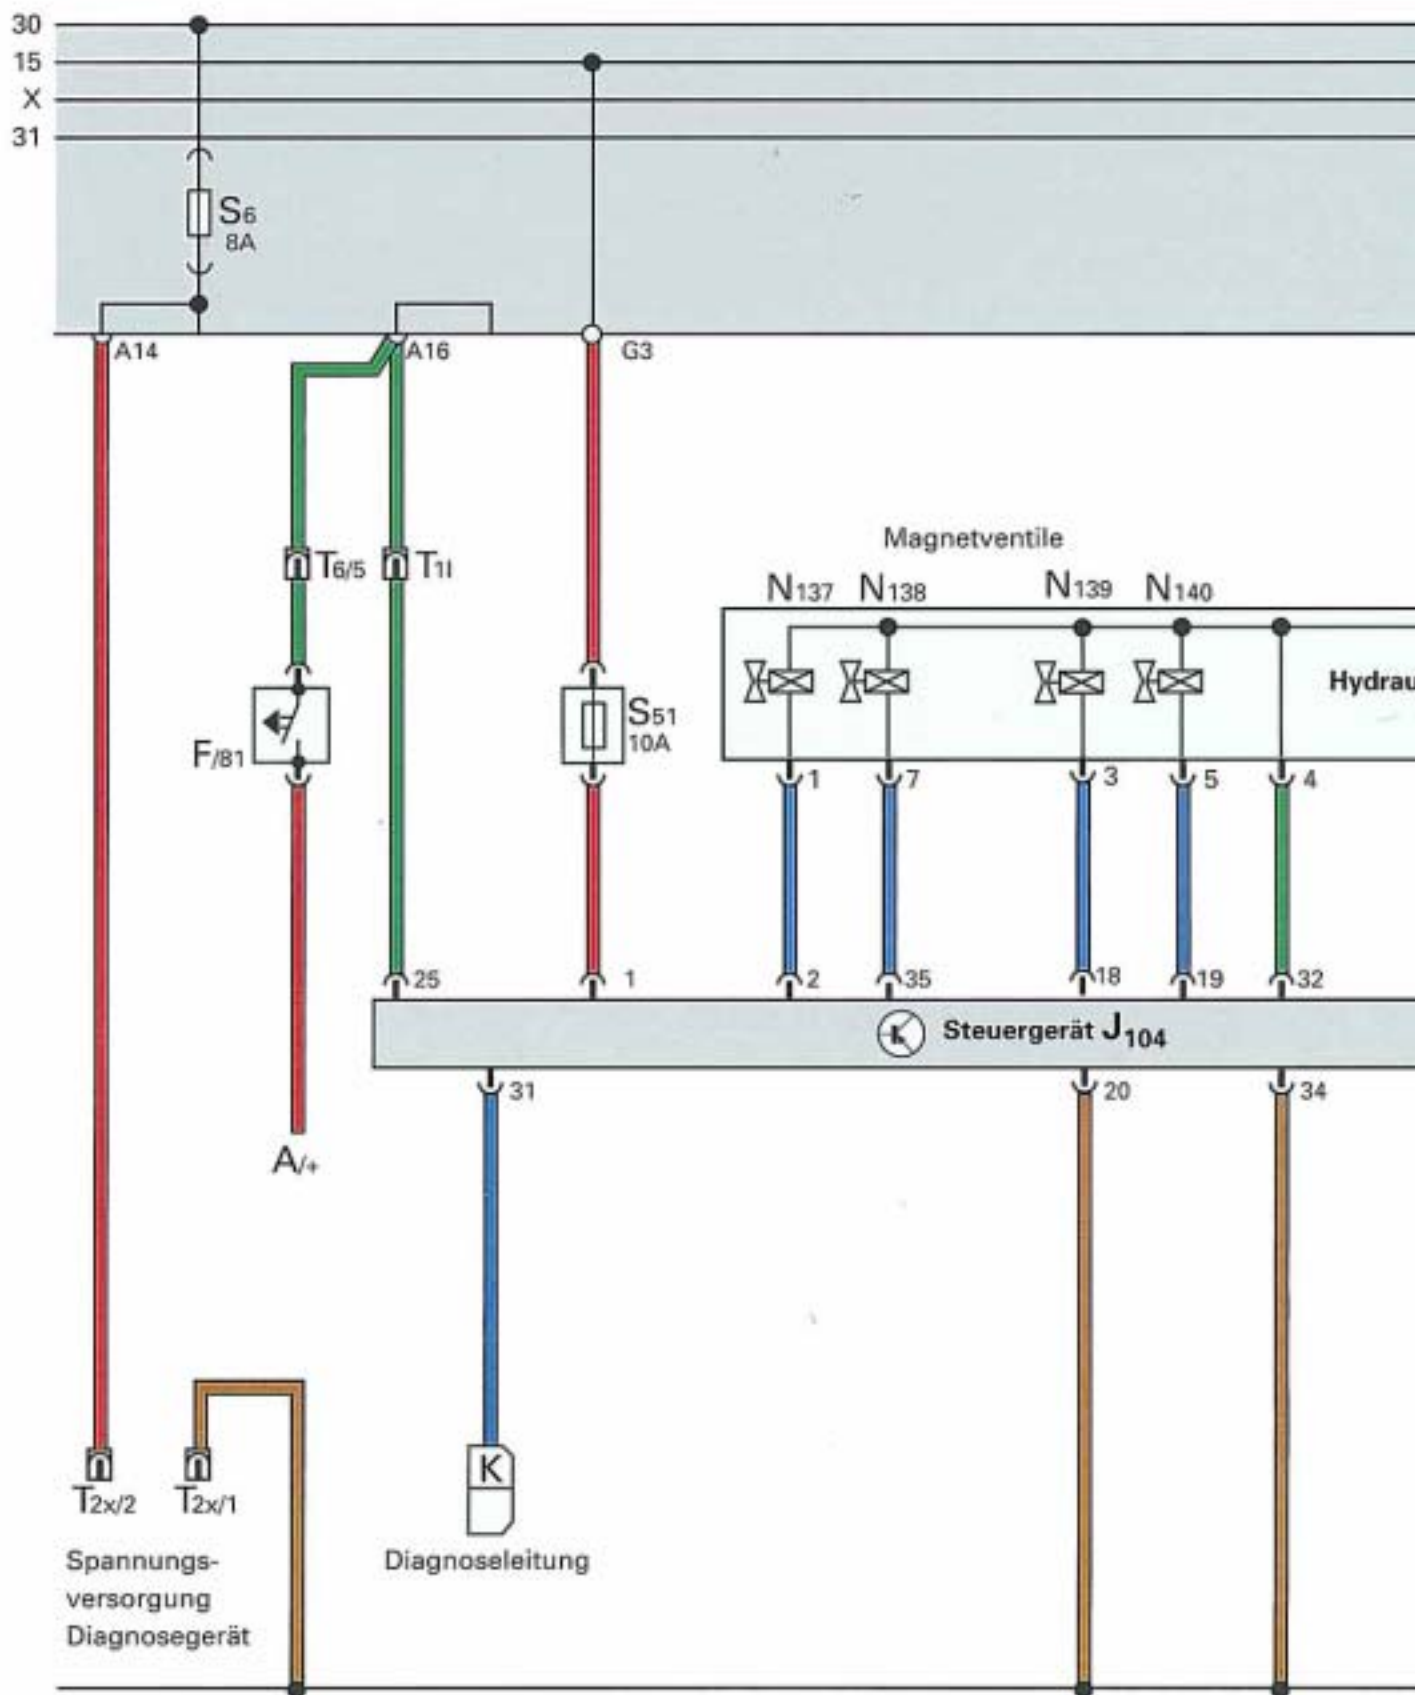 30
15
X
31
S6
8A
A14
A16
G3
Magnetventile
T6/5
T1I
N137
N138
N139
N140
Hydrau
S51
10A
F/81
1
7
3
5
4
25
1
2
35
18
19
32
Steuergerät J104
31
20
34
A/+
K
T2x/2
T2x/1
Spannungs-
versorgung
Diagnosegerät
Diagnoseleitung